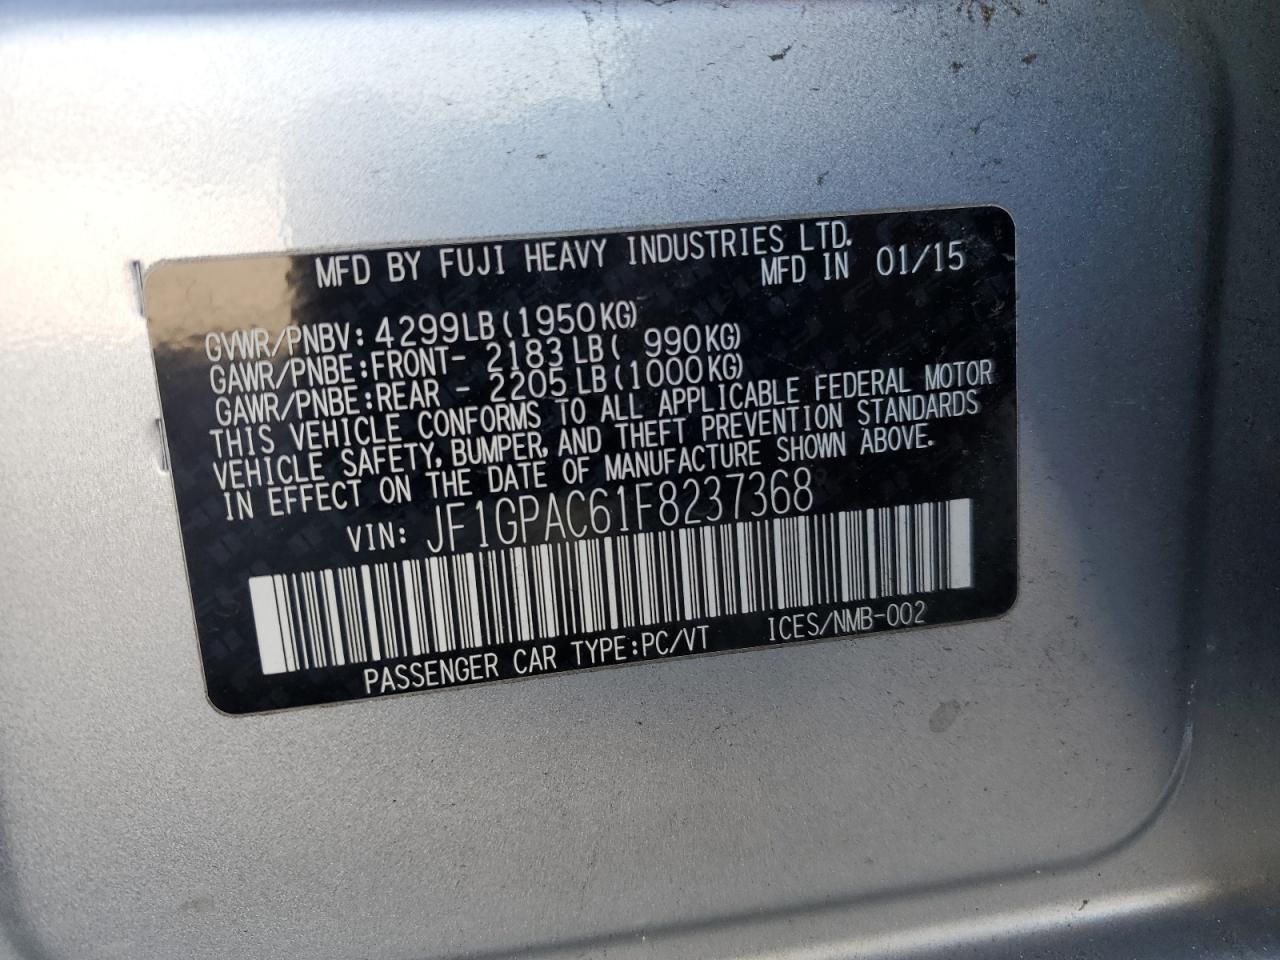 MFD BY FUJI HEAVY INDUSTRIES LTD.
MFD IN 01/15
GVWR/PNBV: 4299LB(1950KG)
GAWR/PNBE:FRONT- 2183LB( 990KG)
GAWR/PNBE:REAR - 2205LB(1000KG)
THIS VEHICLE CONFORMS TO ALL APPLICABLE FEDERAL MOTOR
VEHICLE SAFETY, BUMPER, AND THEFT PREVENTION STANDARDS
IN EFFECT ON THE DATE OF MANUFACTURE SHOWN ABOVE.
VIN: JF1GPAC61F8237368
PASSENGER CAR TYPE:PC/VT ICES/NMB-002